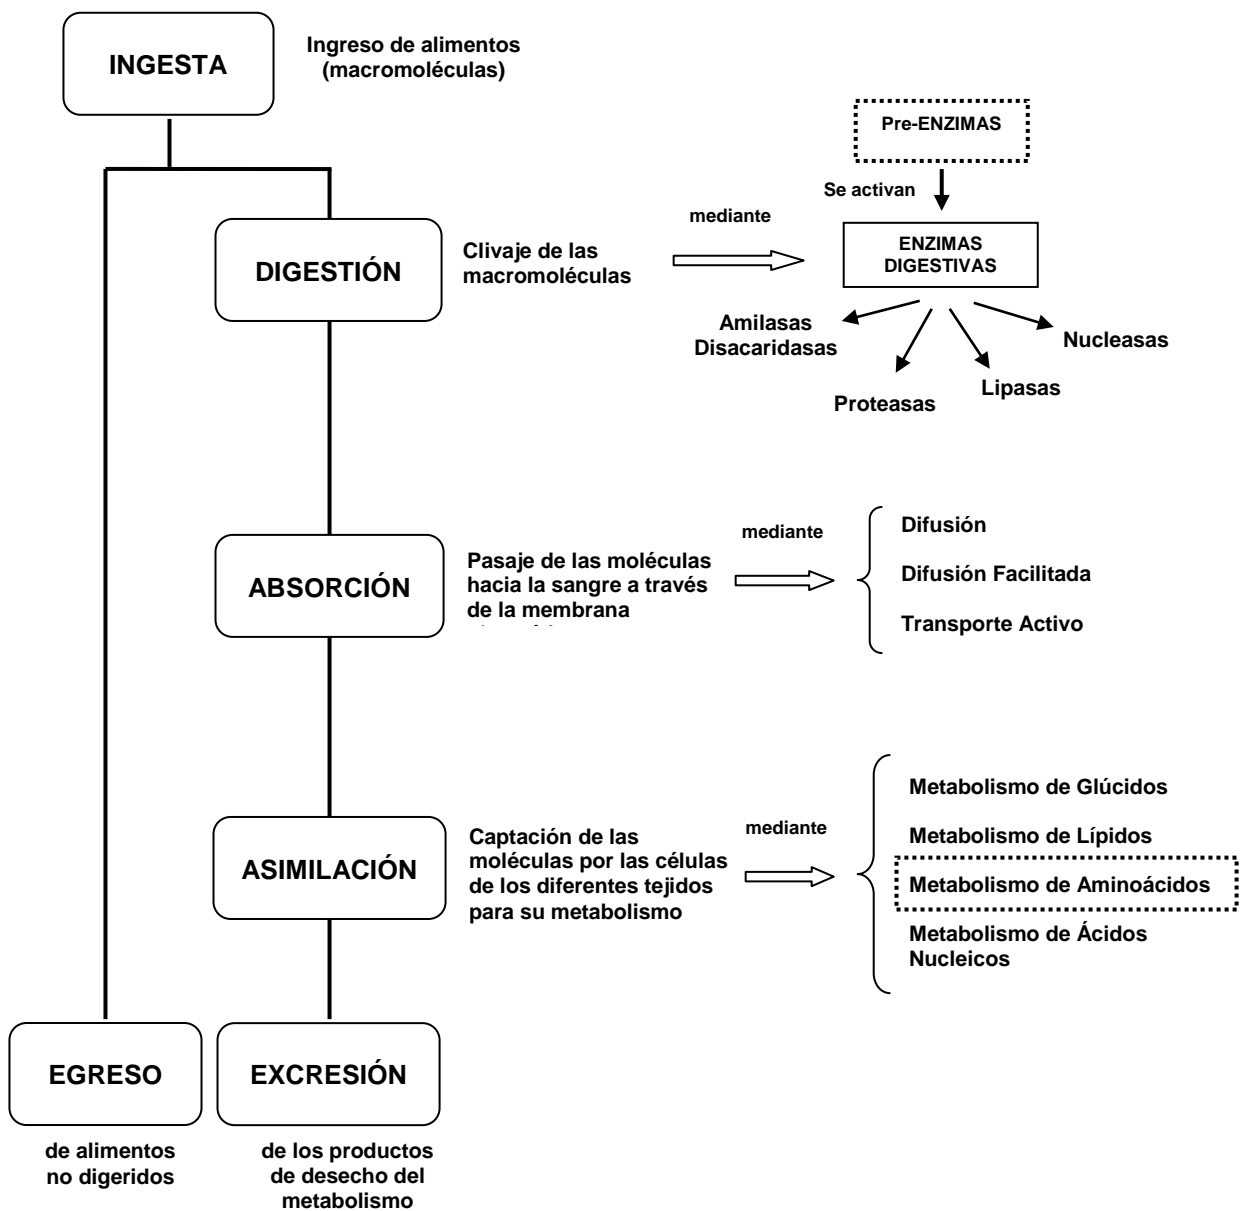 INGESTA
Ingreso de alimentos
(macromoléculas)
Pre-ENZIMAS
Se activan
mediante
ENZIMAS
DIGESTIVAS
DIGESTIÓN
Clivaje de las
macromoléculas
Amilasas
Disacaridasas
Proteasas
Lipasas
Nucleasas
ABSORCIÓN
Pasaje de las moléculas
hacia la sangre a través
de la membrana
mediante
Difusión
Difusión Facilitada
Transporte Activo
ASIMILACIÓN
Captación de las
moléculas por las células
de los diferentes tejidos
para su metabolismo
mediante
Metabolismo de Glúcidos
Metabolismo de Lípidos
Metabolismo de Aminoácidos
Metabolismo de Ácidos
Nucleicos
EGRESO
de alimentos
no digeridos
EXCRESIÓN
de los productos
de desecho del
metabolismo